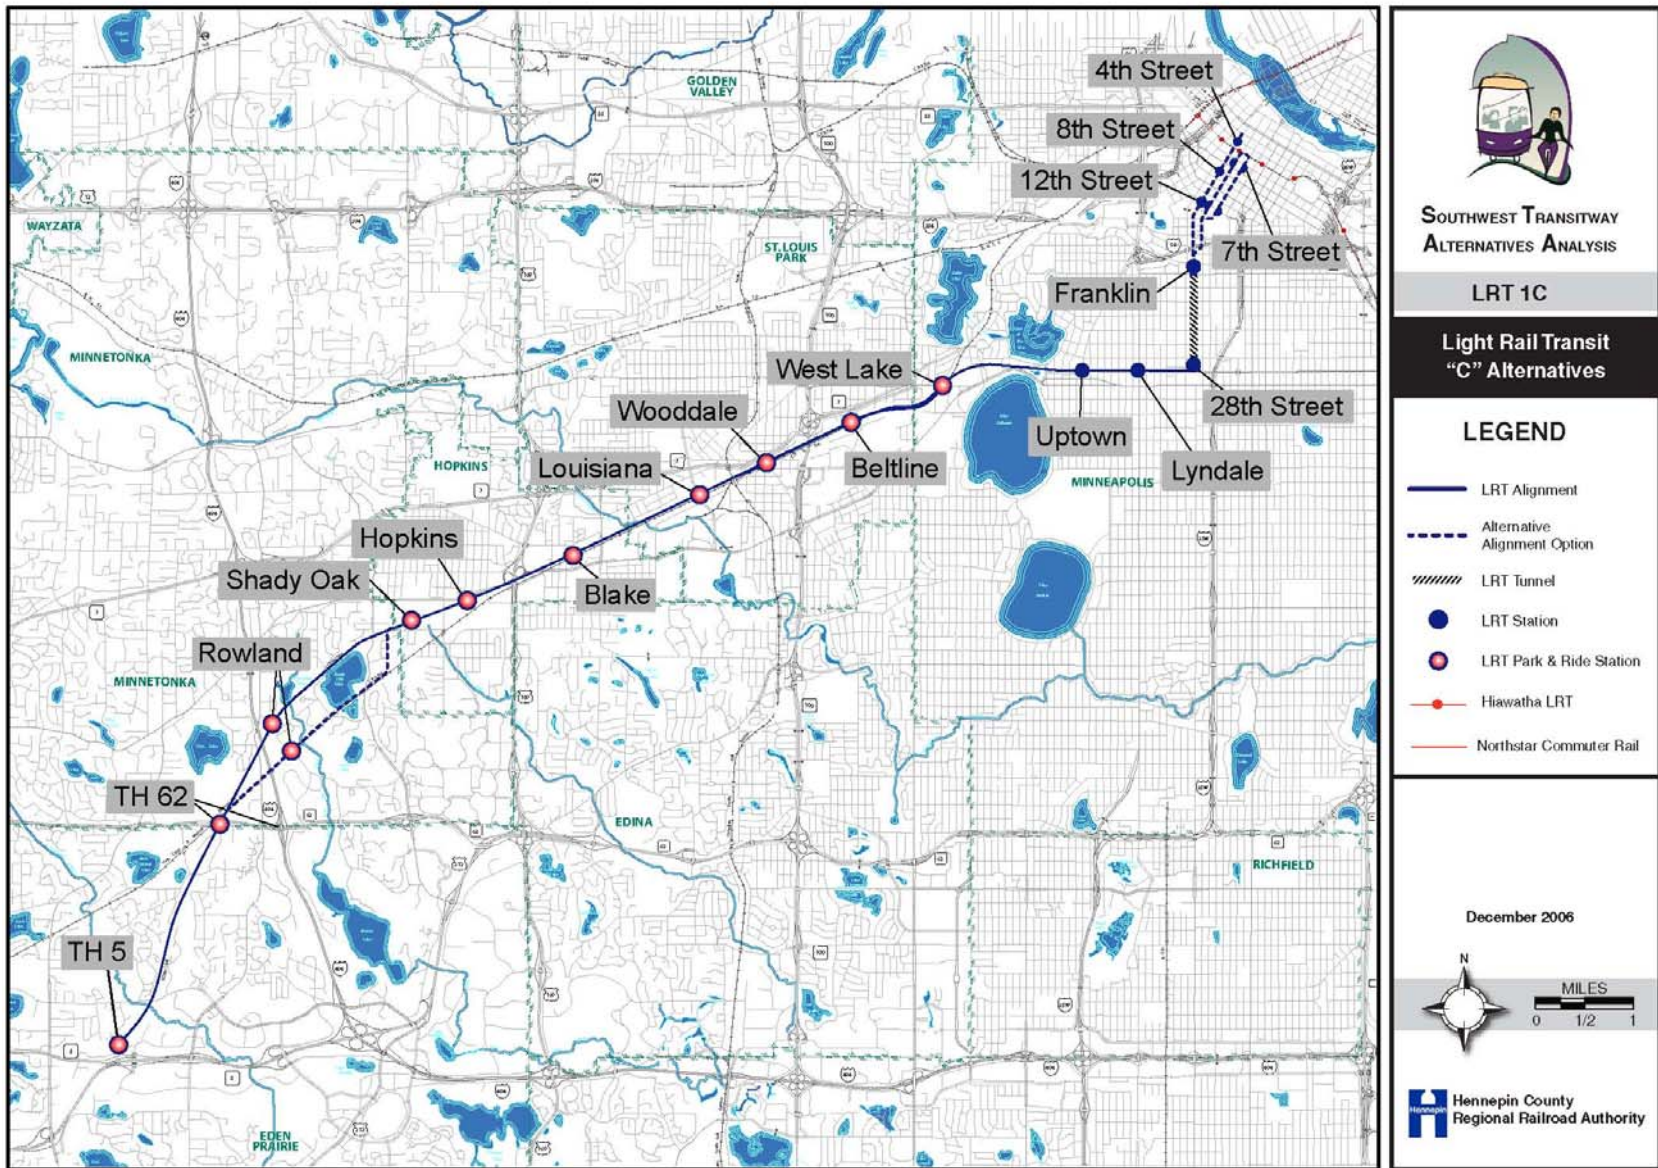 GOLDEN
VALLEY
4th Street
8th Street
12th Street
WAYZATA
ST.LOUIS
PARK
7th Street
Franklin
MINNETONKA
West Lake
Wooddale
28th Street
Uptown
HOPKINS
Louisiana
Beltline
Lyndale
MINNEAPOLIS
Hopkins
Shady Oak
Blake
Rowland
MINNETONKA
TH 62
EDINA
RICHFIELD
TH 5
EDEN
PRAIRIE
SOUTHWEST TRANSITWAY
ALTERNATIVES ANALYSIS
LRT 1C
Light Rail Transit
“C” Alternatives
LEGEND
LRT Alignment
Alternative
Alignment Option
LRT Tunnel
LRT Station
LRT Park & Ride Station
Hiawatha LRT
Northstar Commuter Rail
December 2006
N
MILES
0 1/2 1
Hennepin
Hennepin County
Regional Railroad Authority